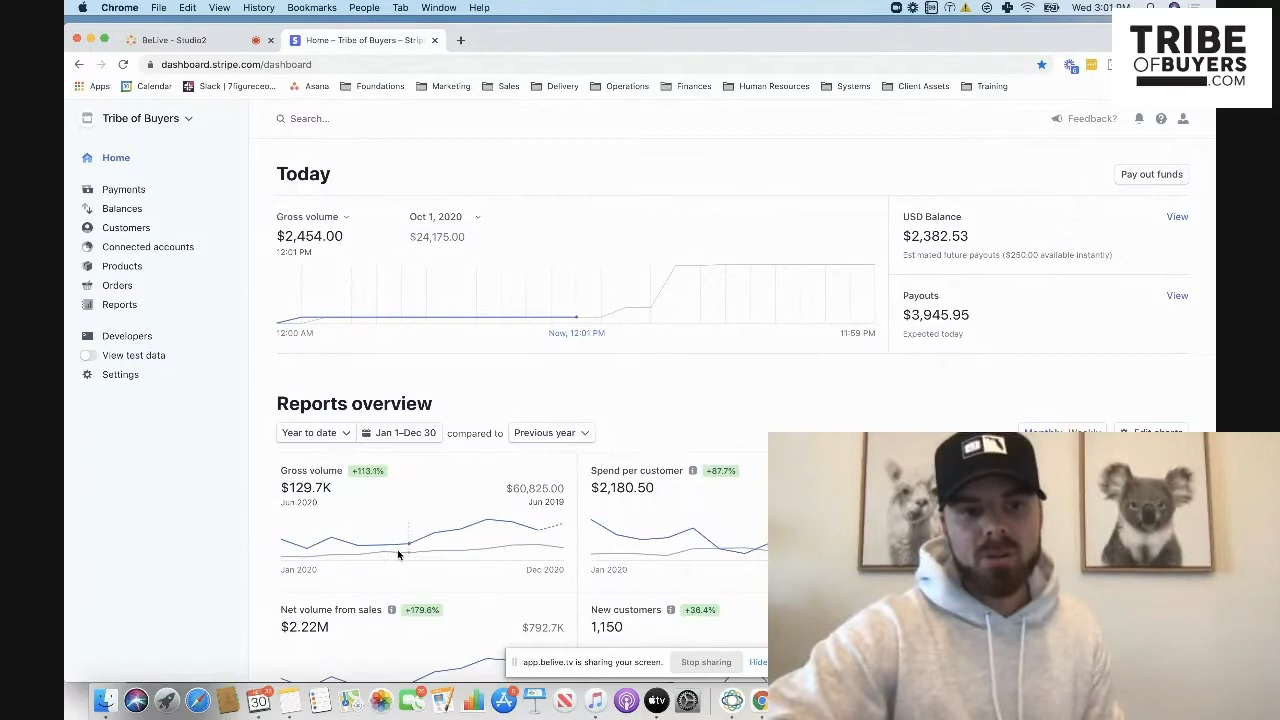 Chrome File Edit View History Bookmarks People Tab Window Help
Wed 3:01
TRIBE
OFBUYERS
.COM
BeLive - Studio2
Home – Tribe of Buyers – Strip
dashboard.stripe.com/dashboard
Apps Calendar Slack | 7figureceo... Asana Foundations Marketing Sales Delivery Operations Finances Human Resources Systems Client Assets Training
Tribe of Buyers
Search...
Feedback?
Home
Payments
Balances
Customers
Connected accounts
Products
Orders
Reports
Developers
View test data
Settings
Today
Pay out funds
Gross volume
Oct 1, 2020
$2,454.00
$24,175.00
12:01 PM
12:00 AM
Now, 12:01 PM
11:59 PM
USD Balance
View
$2,382.53
Estimated future payouts ($250.00 available instantly)
Payouts
View
$3,945.95
Expected today
Reports overview
Year to date
Jan 1–Dec 30
compared to
Previous year
Monthly Weekly
Edit charts
Gross volume +113.1%
$129.7K
$60,825.00
Jun 2020
Jun 2019
Jan 2020
Dec 2020
Spend per customer +87.7%
$2,180.50
Jan 2020
Net volume from sales +179.6%
$2.22M
$792.7K
New customers +36.4%
1,150
app.belive.tv is sharing your screen.
Stop sharing
Hide